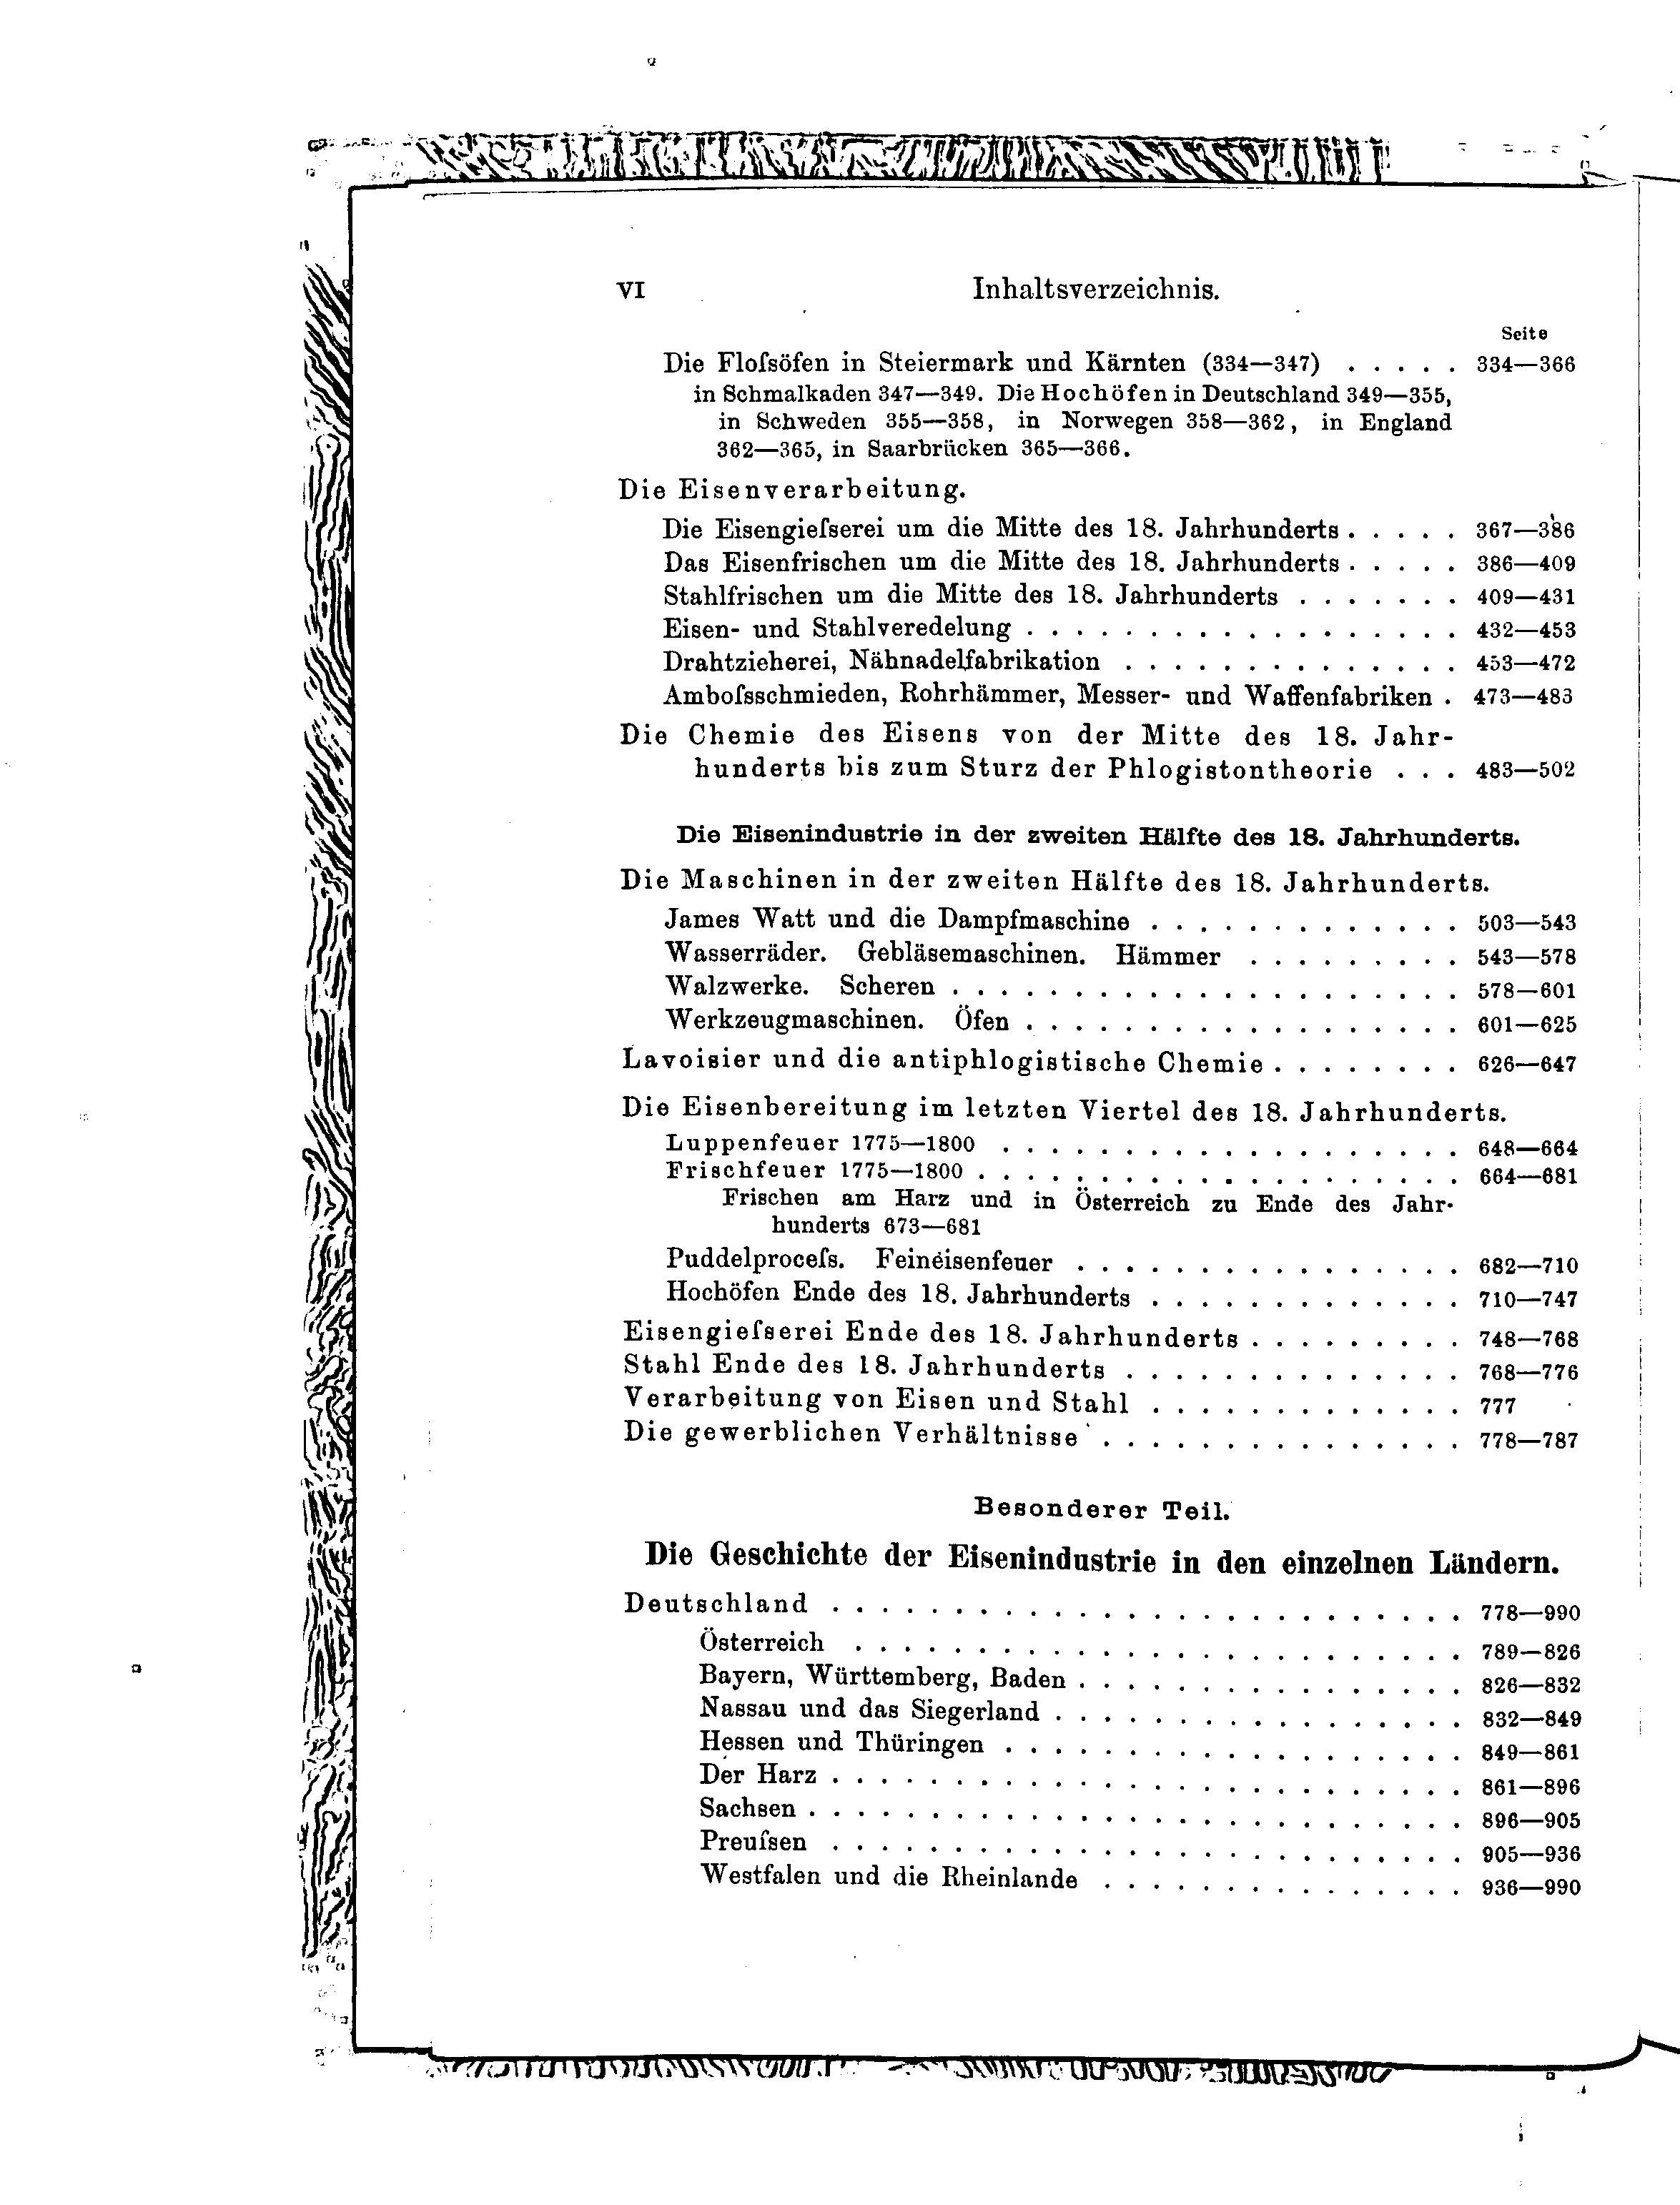 VI Inhaltsverzeichnis.
Seite
Die Floſsöfen in Steiermark und Kärnten (334—347) . . . . . 334—366
in Schmalkaden 347—349. Die Hochöfen in Deutschland 349—355,
in Schweden 355—358, in Norwegen 358—362, in England
362—365, in Saarbrücken 365—366.
Die Eisenverarbeitung.
Die Eisengieſserei um die Mitte des 18. Jahrhunderts . . . . . 367—386
Das Eisenfrischen um die Mitte des 18. Jahrhunderts . . . . . 386—409
Stahlfrischen um die Mitte des 18. Jahrhunderts . . . . . . . 409—431
Eisen- und Stahlveredelung . . . . . . . . . . . . . . . . . . 432—453
Drahtzieherei, Nähnadelfabrikation . . . . . . . . . . . . . . 453—472
Amboſsschmieden, Rohrhämmer, Messer- und Waffenfabriken . 473—483
Die Chemie des Eisens von der Mitte des 18. Jahr-
hunderts bis zum Sturz der Phlogistontheorie . . . 483—502
Die Eisenindustrie in der zweiten Hälfte des 18. Jahrhunderts.
Die Maschinen in der zweiten Hälfte des 18. Jahrhunderts.
James Watt und die Dampfmaschine . . . . . . . . . . . . . 503—543
Wasserräder. Gebläsemaschinen. Hämmer . . . . . . . . . 543—578
Walzwerke. Scheren . . . . . . . . . . . . . . . . . . . . . 578—601
Werkzeugmaschinen. Öfen . . . . . . . . . . . . . . . . . . 601—625
Lavoisier und die antiphlogistische Chemie . . . . . . . . 626—647
Die Eisenbereitung im letzten Viertel des 18. Jahrhunderts.
Luppenfeuer 1775—1800 . . . . . . . . . . . . . . . . . . . 648—664
Frischfeuer 1775—1800 . . . . . . . . . . . . . . . . . . . . 664—681
Frischen am Harz und in Österreich zu Ende des Jahr-
hunderts 673—681
Puddelproceſs. Feineisenfeuer . . . . . . . . . . . . . . . . 682—710
Hochöfen Ende des 18. Jahrhunderts . . . . . . . . . . . . . 710—747
Eisengieſserei Ende des 18. Jahrhunderts . . . . . . . . . 748—768
Stahl Ende des 18. Jahrhunderts . . . . . . . . . . . . . . 768—776
Verarbeitung von Eisen und Stahl . . . . . . . . . . . . . 777
Die gewerblichen Verhältnisse . . . . . . . . . . . . . . . 778—787
Besonderer Teil.
Die Geschichte der Eisenindustrie in den einzelnen Ländern.
Deutschland . . . . . . . . . . . . . . . . . . . . . . . . . . 778—990
Österreich . . . . . . . . . . . . . . . . . . . . . . . . . 789—826
Bayern, Württemberg, Baden . . . . . . . . . . . . . . . . 826—832
Nassau und das Siegerland . . . . . . . . . . . . . . . . . 832—849
Hessen und Thüringen . . . . . . . . . . . . . . . . . . . 849—861
Der Harz . . . . . . . . . . . . . . . . . . . . . . . . . . 861—896
Sachsen . . . . . . . . . . . . . . . . . . . . . . . . . . . 896—905
Preuſsen . . . . . . . . . . . . . . . . . . . . . . . . . . 905—936
Westfalen und die Rheinlande . . . . . . . . . . . . . . . 936—990